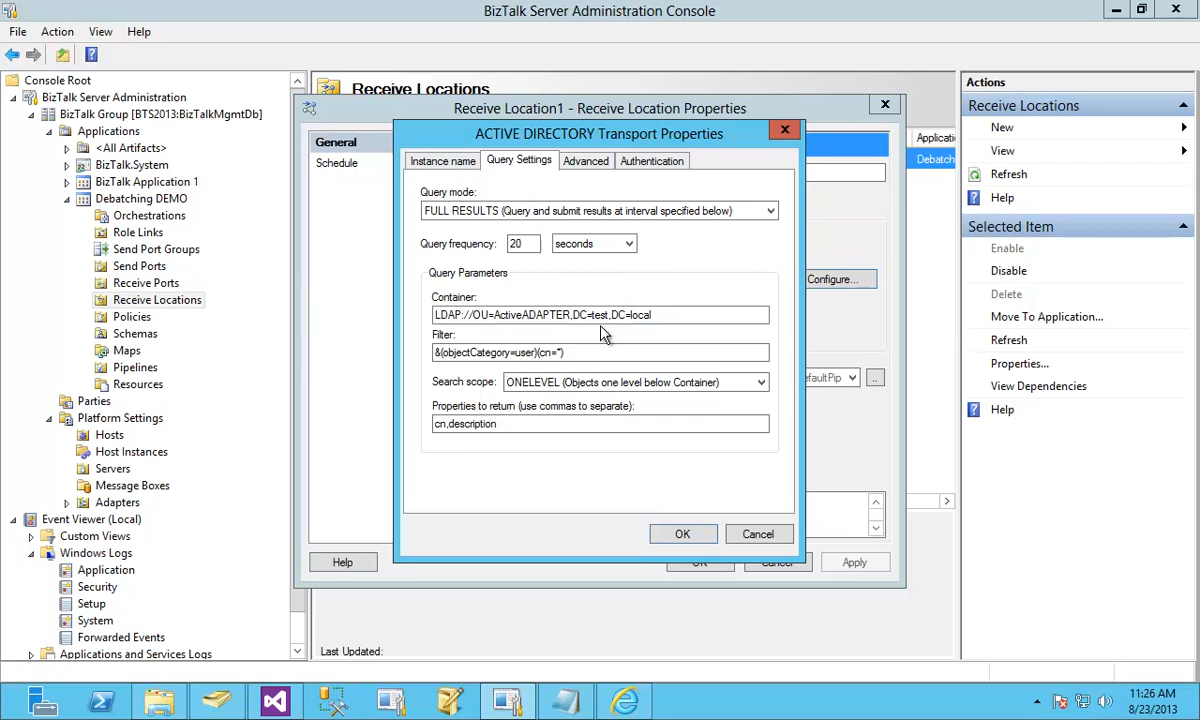 BizTalk Server Administration Console
File Action View Help
Console Root
BizTalk Server Administration
BizTalk Group [BTS2013:BizTalkMgmtDb]
Applications
<All Artifacts>
BizTalk.System
BizTalk Application 1
Debatching DEMO
Orchestrations
Role Links
Send Port Groups
Send Ports
Receive Ports
Receive Locations
Policies
Schemas
Maps
Pipelines
Resources
Parties
Platform Settings
Hosts
Host Instances
Servers
Message Boxes
Adapters
Event Viewer (Local)
Custom Views
Windows Logs
Application
Security
Setup
System
Forwarded Events
Applications and Services Logs
Receive Locations
Applicatio
Debatch
Last Updated:
Receive Location1 - Receive Location Properties
General
Schedule
Configure...
efaultPip
..
Help
OK
Cancel
Apply
ACTIVE DIRECTORY Transport Properties
Instance name Query Settings Advanced Authentication
Query mode:
FULL RESULTS (Query and submit results at interval specified below)
Query frequency: 20 seconds
Query Parameters
Container:
LDAP://OU=ActiveADAPTER,DC=test,DC=local
Filter:
&(objectCategory=user)(cn=*)
Search scope: ONELEVEL (Objects one level below Container)
Properties to return (use commas to separate):
cn,description
OK Cancel
Actions
Receive Locations
New
View
Refresh
Help
Selected Item
Enable
Disable
Delete
Move To Application...
Refresh
Properties...
View Dependencies
Help
11:26 AM
8/23/2013